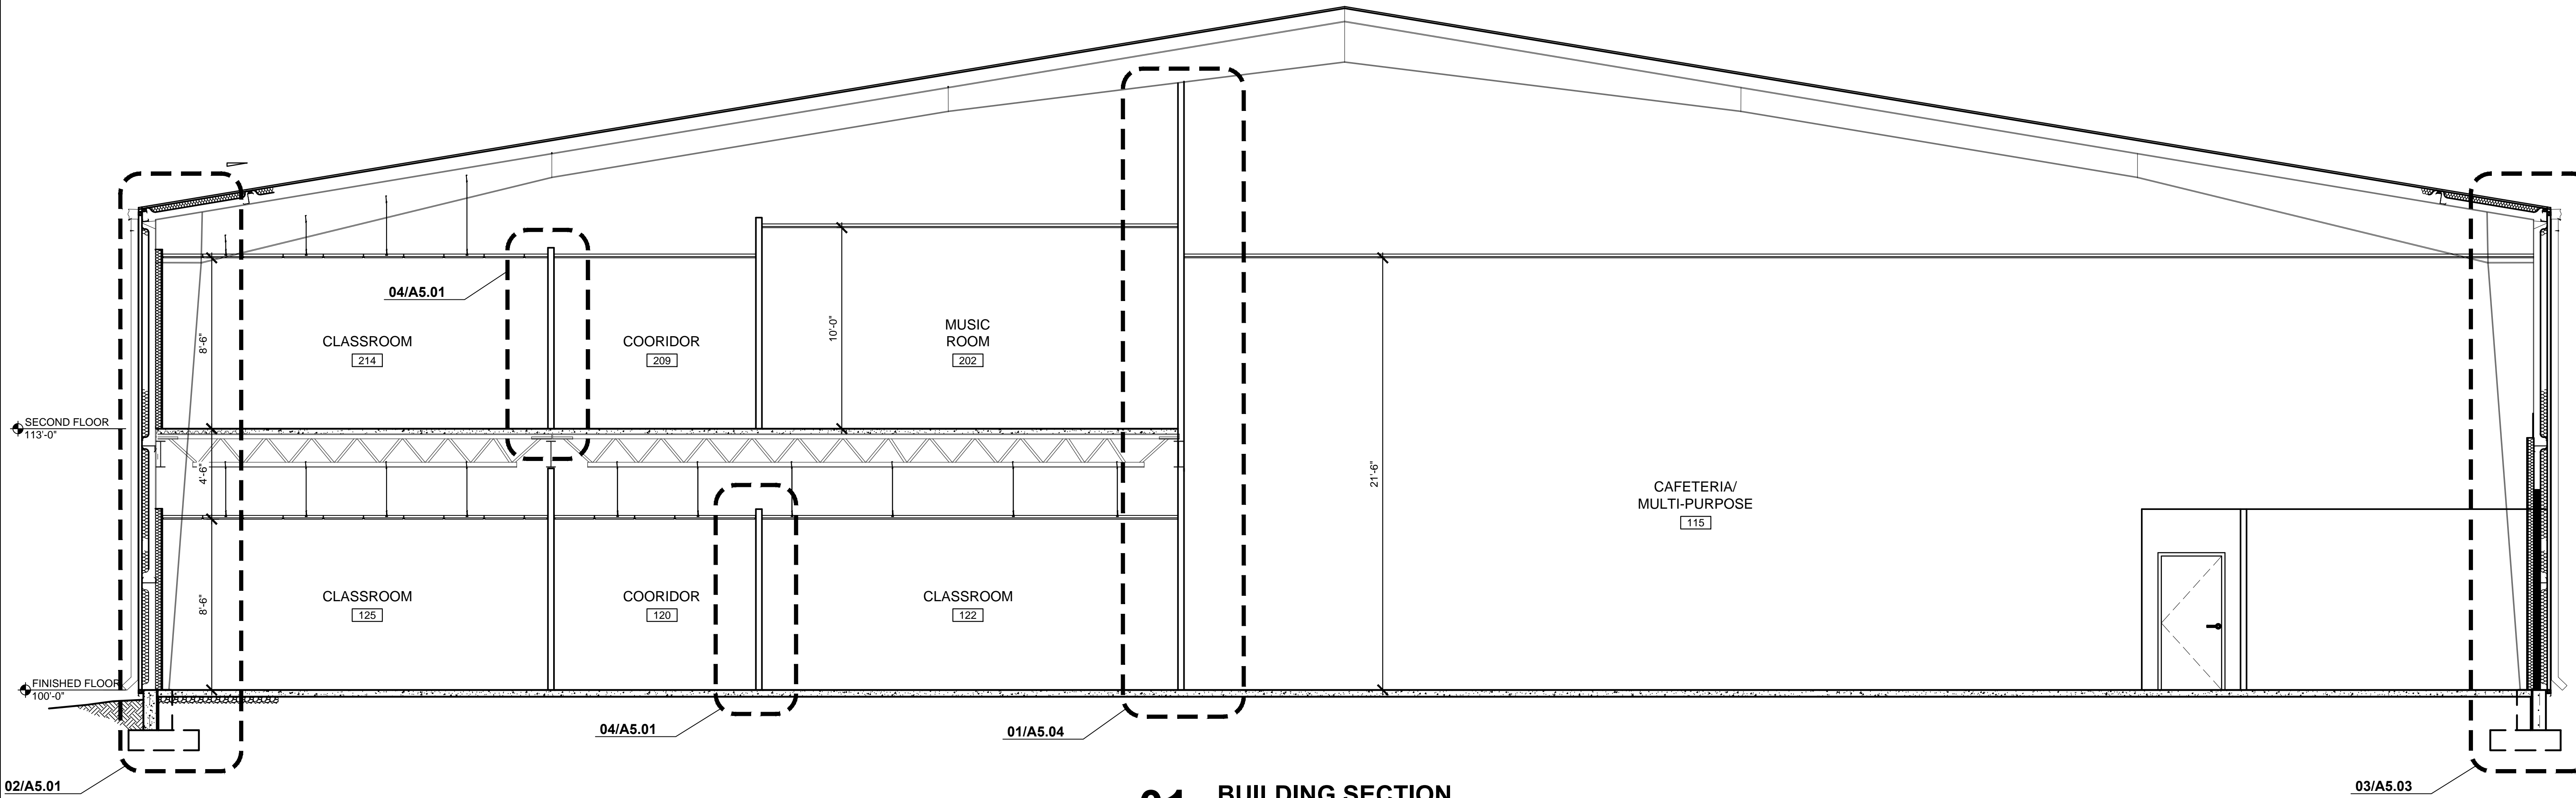 04/A5.01
CLASSROOM
214
COORIDOR
209
MUSIC
ROOM
202
8'-6"
10'-0"
SECOND FLOOR
113'-0"
4'-6"
21'-6"
CAFETERIA/
MULTI-PURPOSE
115
CLASSROOM
125
COORIDOR
120
CLASSROOM
122
8'-6"
FINISHED FLOOR
100'-0"
04/A5.01
01/A5.04
02/A5.01
03/A5.03
01
BUILDING SECTION